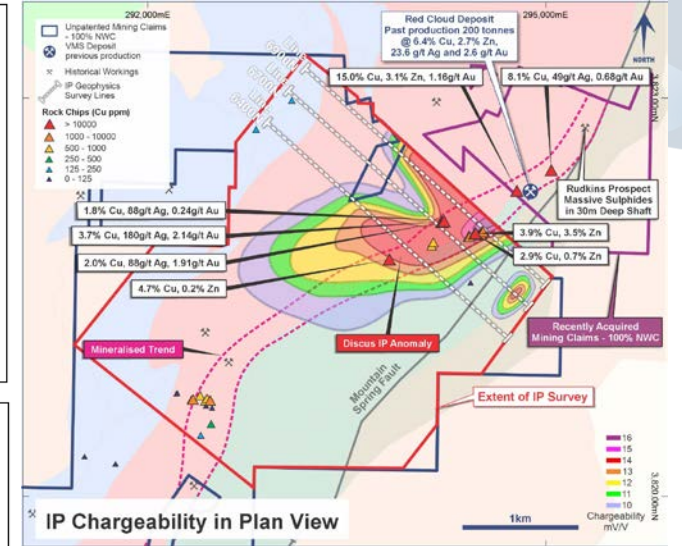 292,000mE
295,000mE
Unpatented Mining Claims
- 100% NWC
VMS Deposit
previous production
Historical Workings
IP Geophysics
Survey Lines
Rock Chips (Cu ppm)
> 10000
1000 - 10000
500 - 1000
250 - 500
125 - 250
0 - 125
Red Cloud Deposit
Past production 200 tonnes
@ 6.4% Cu, 2.7% Zn,
23.6 g/t Ag and 2.6 g/t Au
NORTH
15.0% Cu, 3.1% Zn, 1.16g/t Au
8.1% Cu, 49g/t Ag, 0.68g/t Au
3,823,00mN
Line
Line
Line
Rudkins Prospect
Massive Sulphides
in 30m Deep Shaft
1.8% Cu, 88g/t Ag, 0.24g/t Au
3.7% Cu, 180g/t Ag, 2.14g/t Au
2.0% Cu, 88g/t Ag, 1.91g/t Au
4.7% Cu, 0.2% Zn
3.9% Cu, 3.5% Zn
2.9% Cu, 0.7% Zn
Recently Acquired
Mining Claims - 100% NWC
Mineralised Trend
Discus IP Anomaly
Mountain
Spring Fault
Extent of IP Survey
16
15
14
13
12
11
10
Chargeability
mV/V
3,820,00mN
1km
IP Chargeability in Plan View